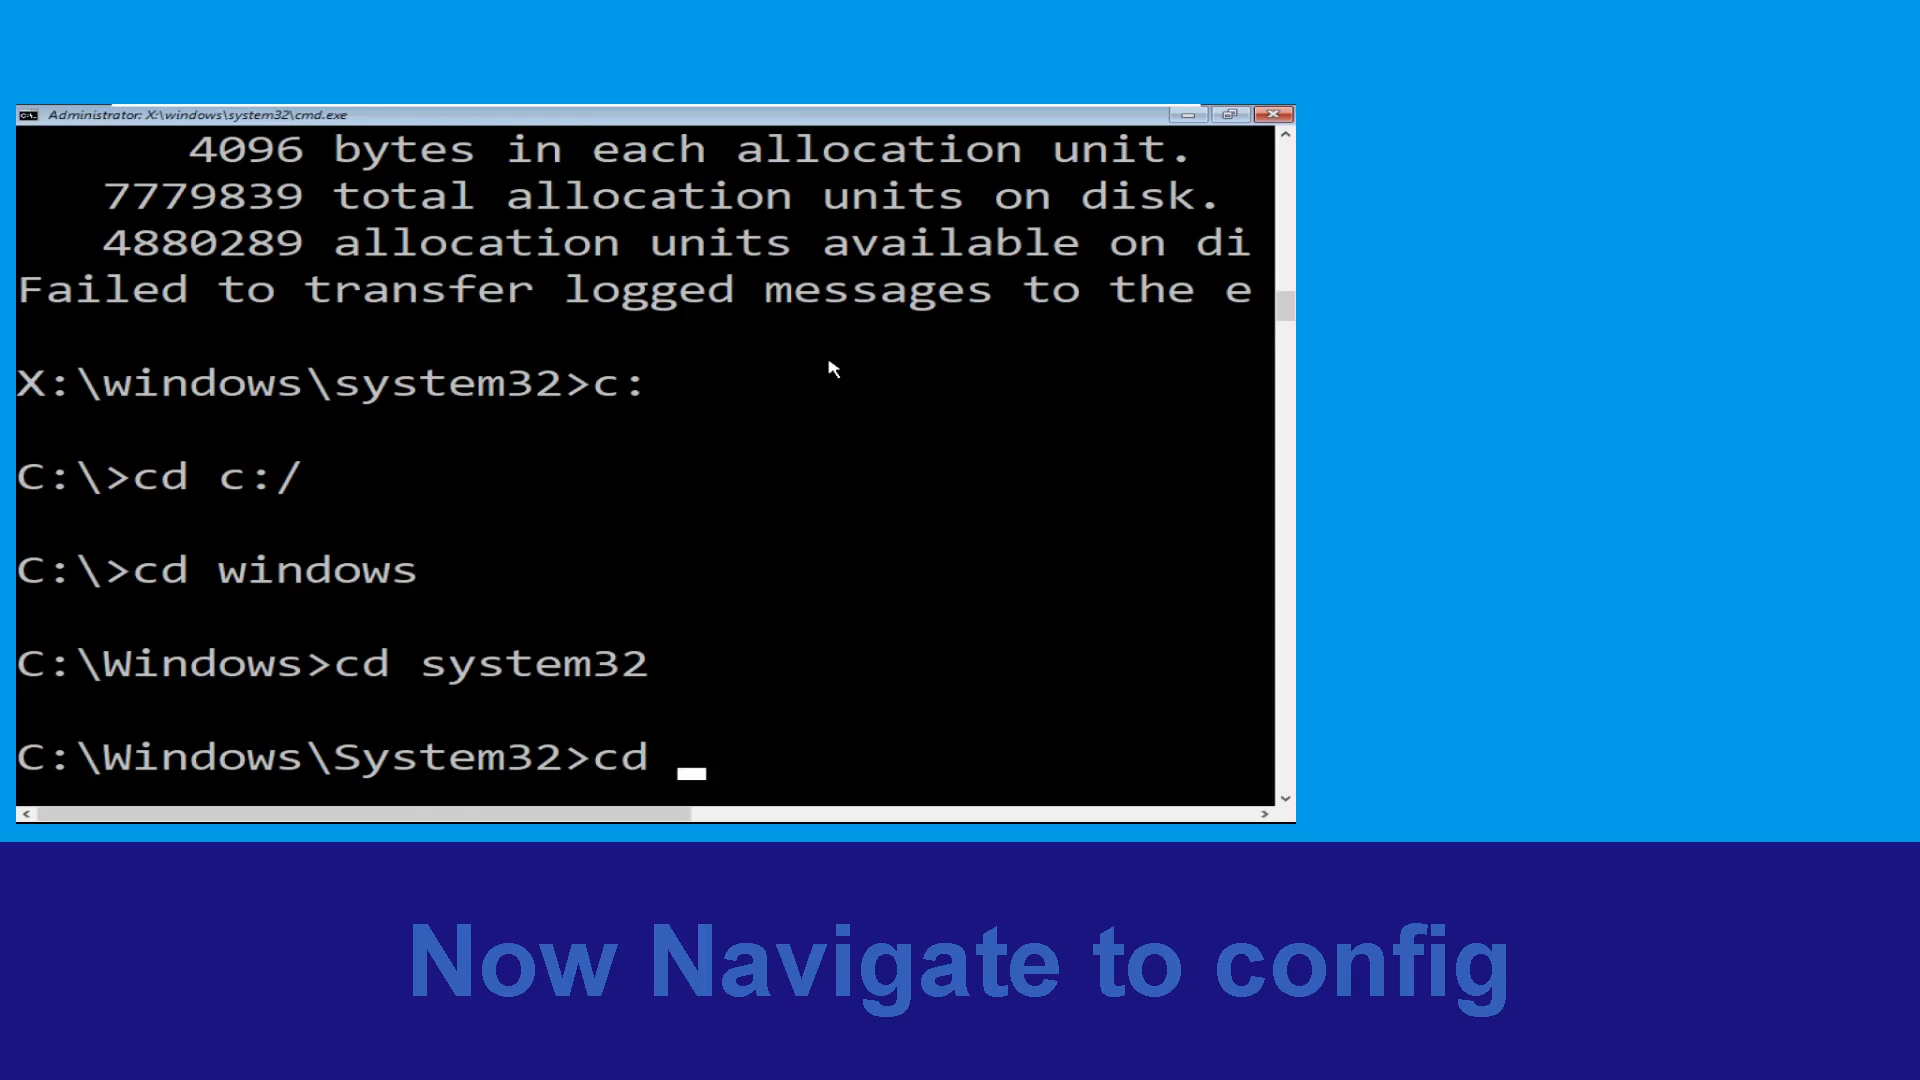 Administrator: X:\windows\system32\cmd.exe
4096 bytes in each allocation unit.
7779839 total allocation units on disk.
4880289 allocation units available on di
Failed to transfer logged messages to the e
X:\windows\system32>c:
C:\>cd c:/
C:\>cd windows
C:\Windows>cd system32
C:\Windows\System32>cd
Now Navigate to config